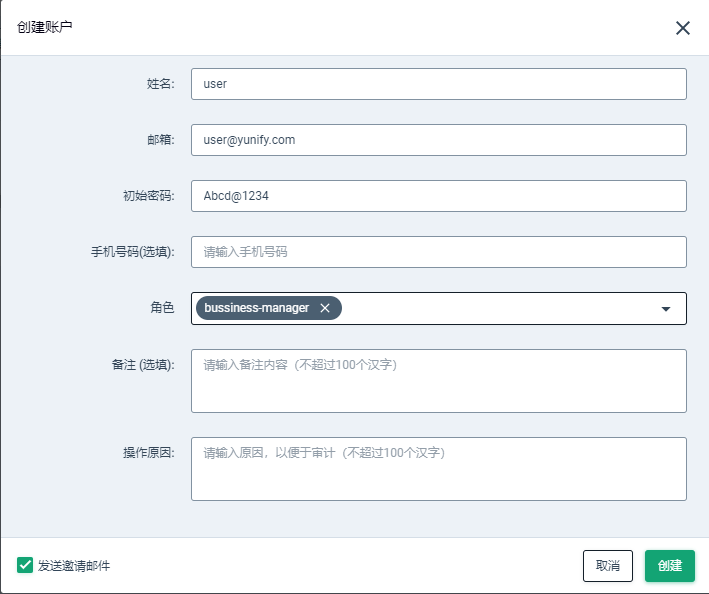 创建账户
姓名: user
邮箱: user@yunify.com
初始密码: Abcd@1234
手机号码(选填): 请输入手机号码
角色 bussiness-manager
备注 (选填): 请输入备注内容（不超过100个汉字）
操作原因: 请输入原因，以便于审计（不超过100个汉字）
发送邀请邮件 取消 创建